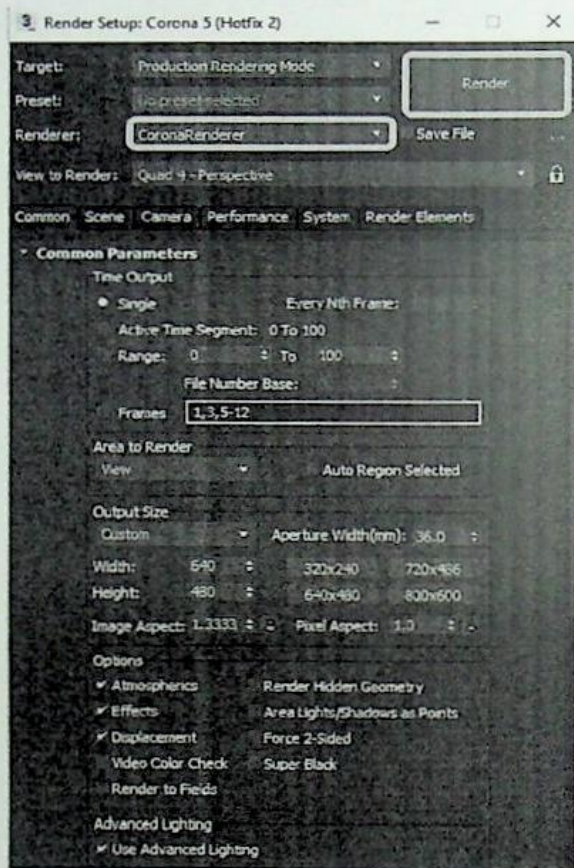 3 Render Setup: Corona 5 (Hotfix 2)
Target: Production Rendering Mode
Render
Preset: No preset selected
Renderer: CoronaRenderer Save File ...
View to Render: Quad 4 - Perspective
Common Scene Camera Performance System Render Elements
Common Parameters
Time Output
Single Every Nth Frame:
Active Time Segment: 0 To 100
Range: 0 To 100
File Number Base:
Frames 1,3,5-12
Area to Render
View Auto Region Selected
Output Size
Custom Aperture Width(mm): 36.0
Width: 640 320x240 720x486
Height: 480 640x480 800x600
Image Aspect: 1.3333 Pixel Aspect: 1.0
Options
Atmospherics Render Hidden Geometry
Effects Area Lights/Shadows as Points
Displacement Force 2-Sided
Video Color Check Super Black
Render to Fields
Advanced Lighting
Use Advanced Lighting